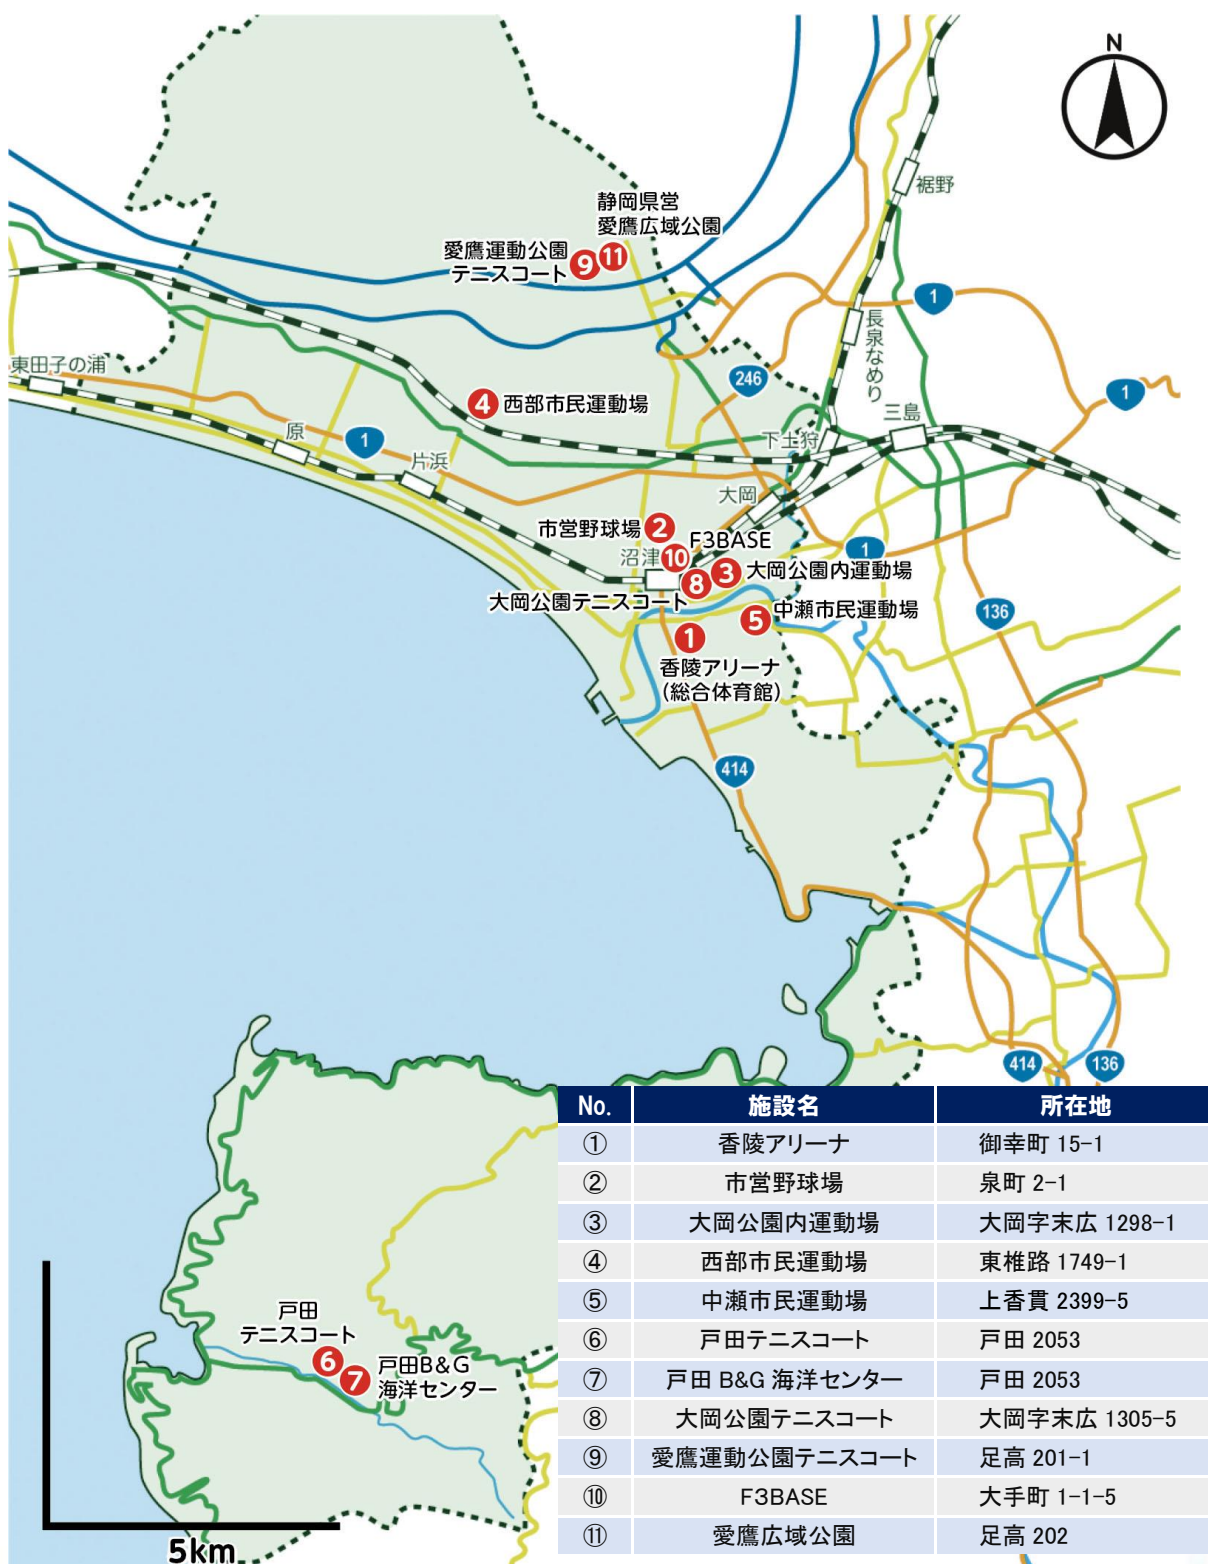 N
裾野
静岡県営
愛鷹広域公園
愛鷹運動公園
テニスコート
9
11
1
長泉なめり
東田子の浦
246
1
4
西部市民運動場
三島
原
1
下土狩
片浜
大岡
市営野球場
2
F3BASE
沼津
10
1
8
3
大岡公園内運動場
大岡公園テニスコート
5
中瀬市民運動場
136
1
香陵アリーナ
(総合体育館)
414
414
136
戸田
テニスコート
6
7
戸田B&G
海洋センター
5km
No. 施設名 所在地
① 香陵アリーナ 御幸町 15-1
② 市営野球場 泉町 2-1
③ 大岡公園内運動場 大岡字末広 1298-1
④ 西部市民運動場 東椎路 1749-1
⑤ 中瀬市民運動場 上香貫 2399-5
⑥ 戸田テニスコート 戸田 2053
⑦ 戸田 B&G 海洋センター 戸田 2053
⑧ 大岡公園テニスコート 大岡字末広 1305-5
⑨ 愛鷹運動公園テニスコート 足高 201-1
⑩ F3BASE 大手町 1-1-5
⑪ 愛鷹広域公園 足高 202